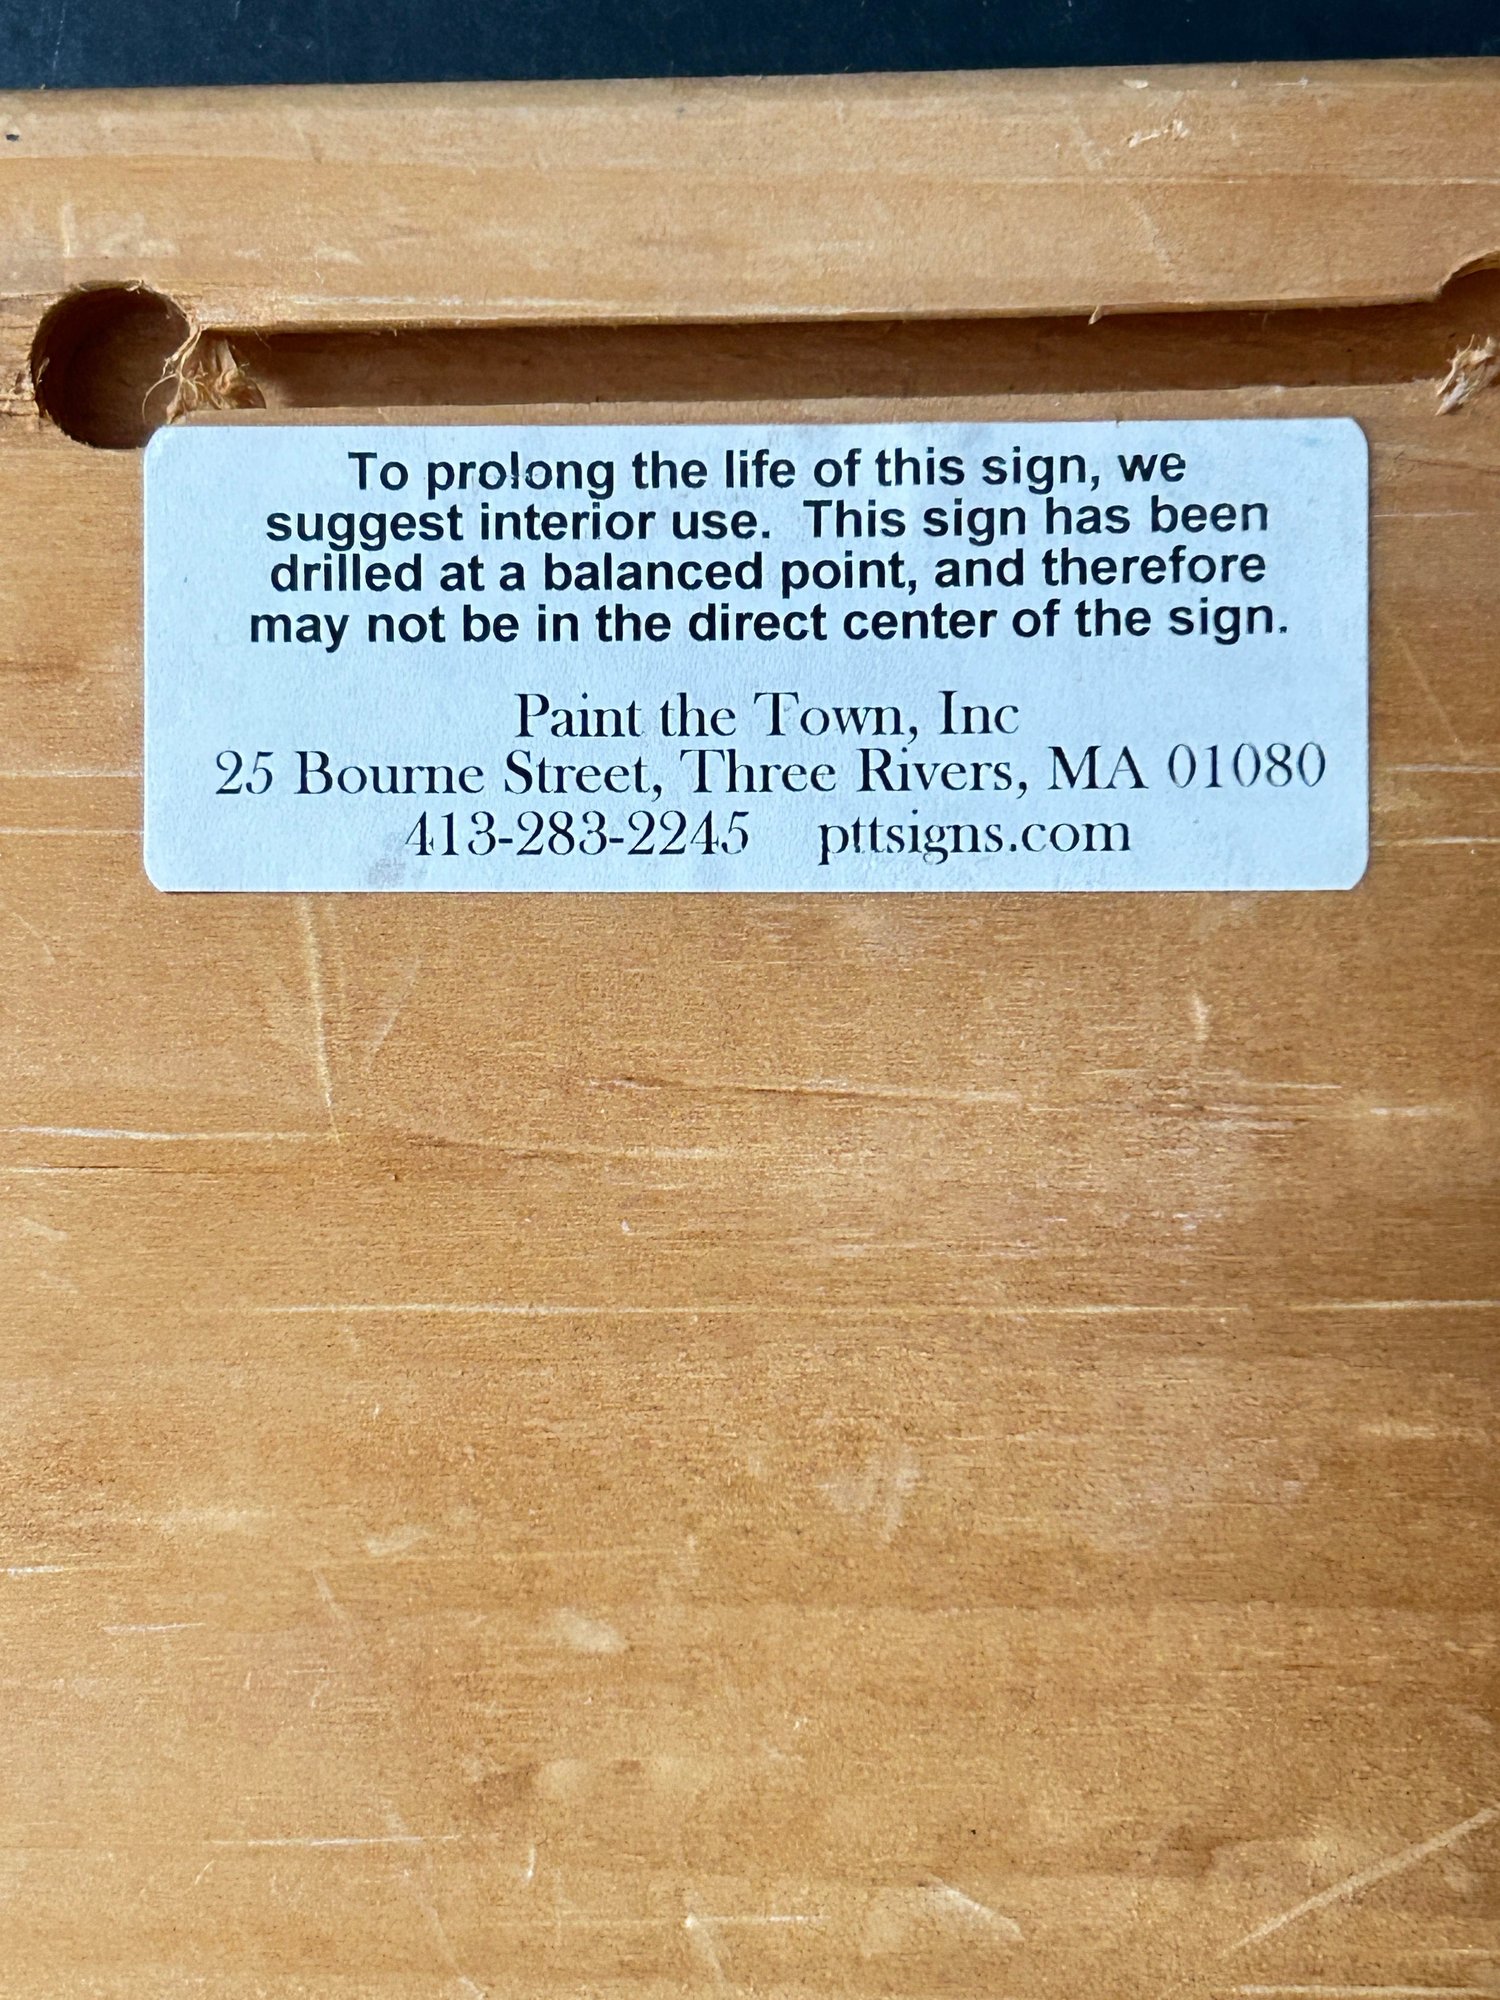 To prolong the life of this sign, we
suggest interior use.  This sign has been
drilled at a balanced point, and therefore
may not be in the direct center of the sign.
Paint the Town, Inc
25 Bourne Street, Three Rivers, MA 01080
413-283-2245    pttsigns.com